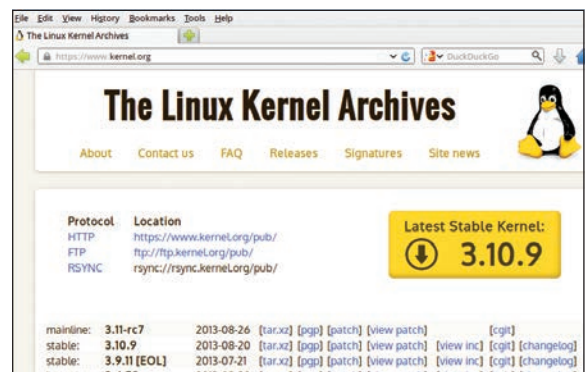 File Edit View History Bookmarks Tools Help
The Linux Kernel Archives
https://www.kernel.org DuckDuckGo
The Linux Kernel Archives
About Contact us FAQ Releases Signatures Site news
Protocol Location
HTTP https://www.kernel.org/pub/
FTP ftp://ftp.kernel.org/pub/
RSYNC rsync://rsync.kernel.org/pub/
Latest Stable Kernel:
3.10.9
mainline: 3.11-rc7 2013-08-26 [tar.xz] [pgp] [patch] [view patch] [cgit]
stable: 3.10.9 2013-08-20 [tar.xz] [pgp] [patch] [view patch] [view inc] [cgit] [changelog]
stable: 3.9.11 [EOL] 2013-07-21 [tar.xz] [pgp] [patch] [view patch] [view inc] [cgit] [changelog]